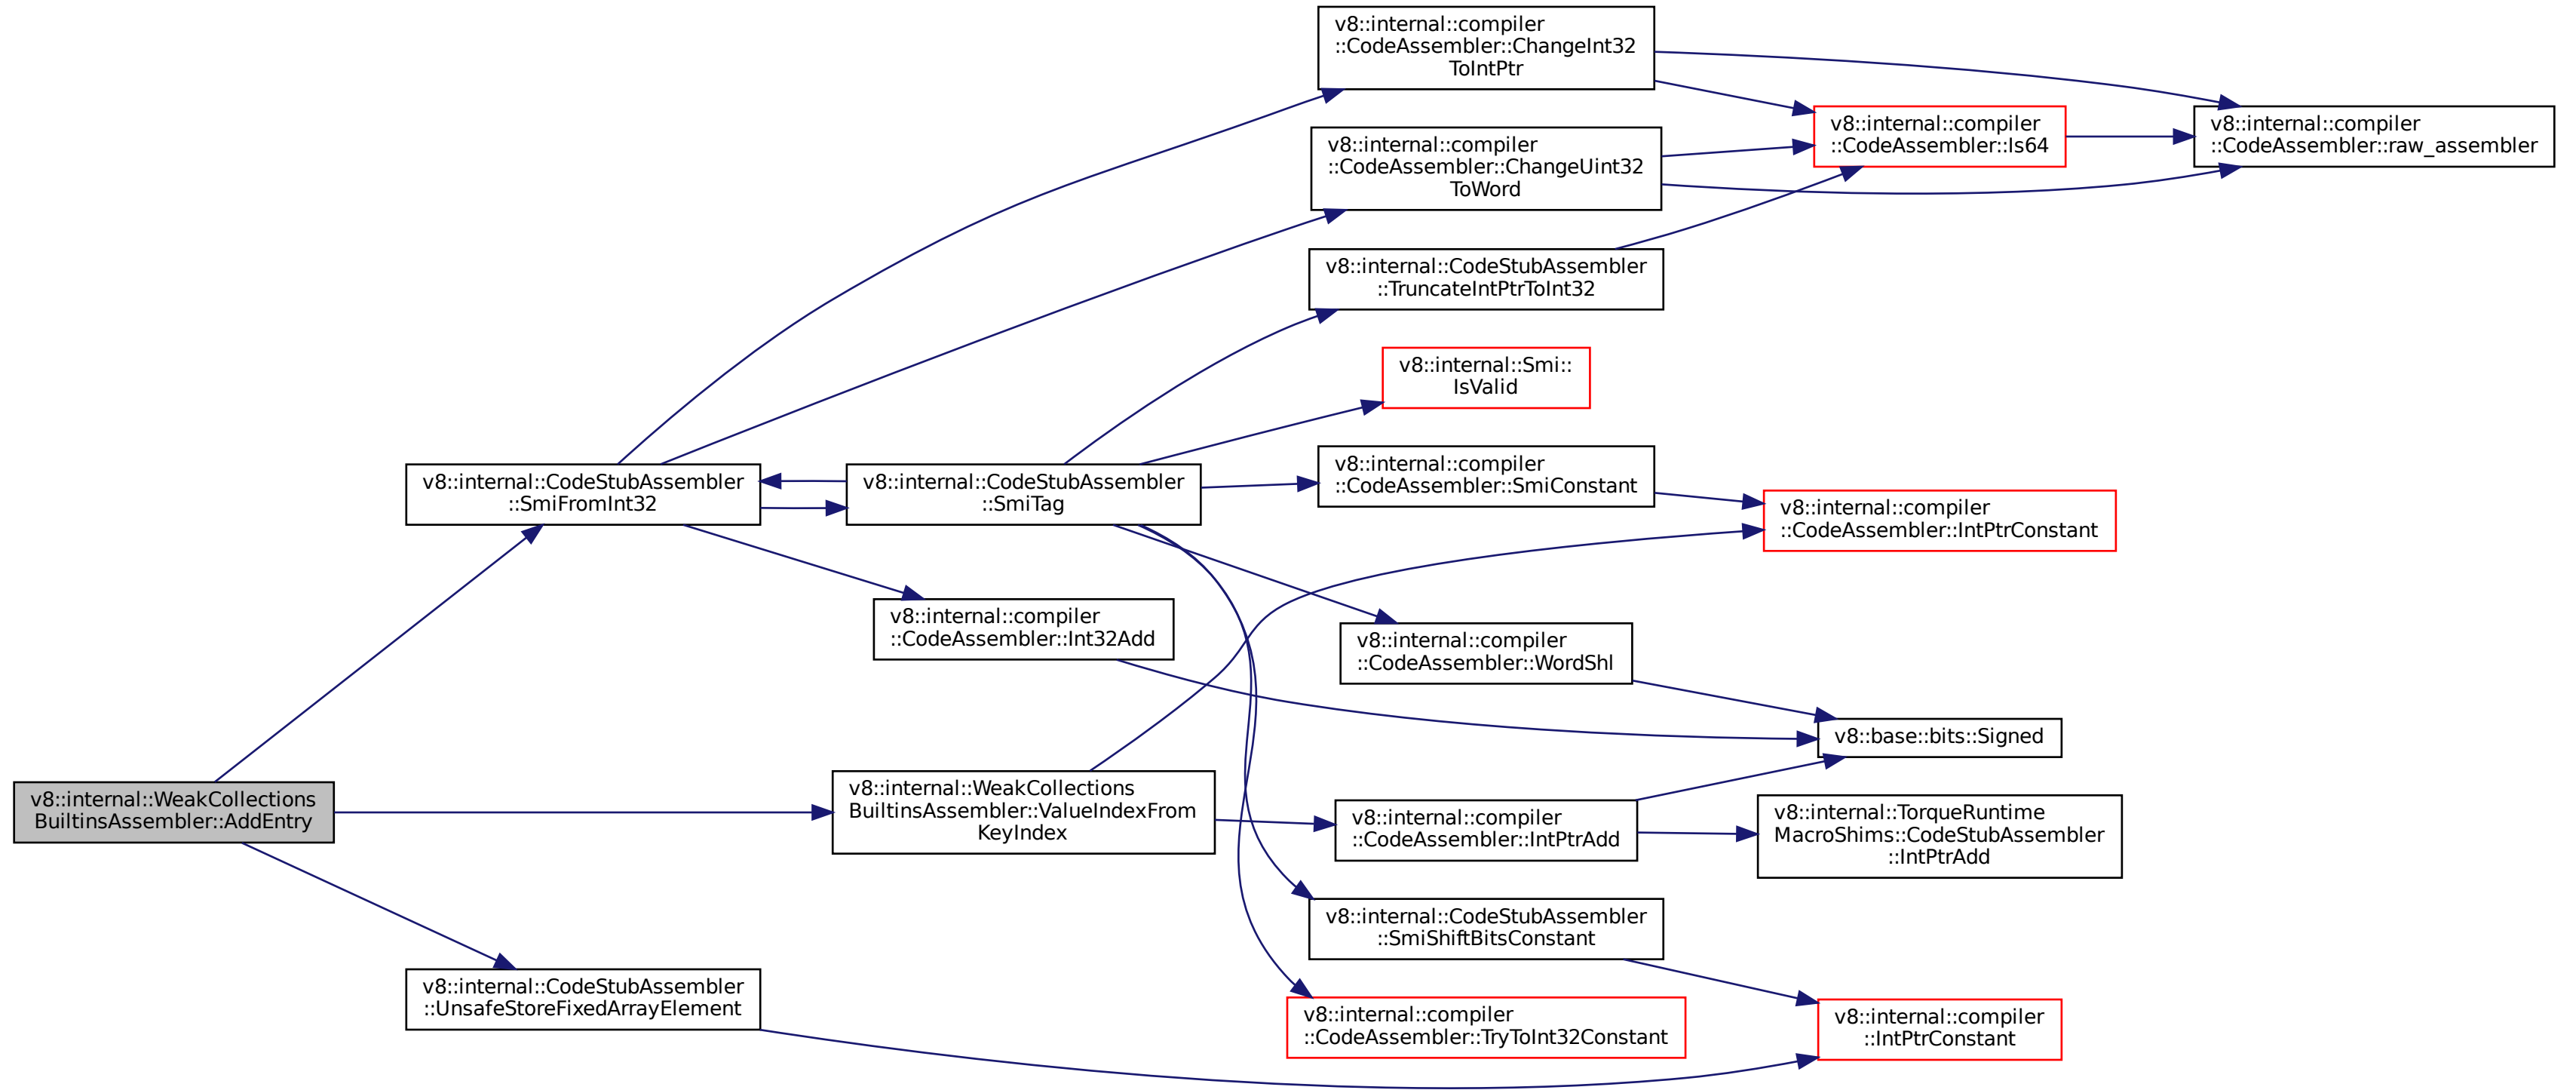 v8::internal::compiler
::CodeAssembler::ChangeInt32
ToIntPtr
v8::internal::compiler
::CodeAssembler::Is64
v8::internal::compiler
::CodeAssembler::raw_assembler
v8::internal::compiler
::CodeAssembler::ChangeUint32
ToWord
v8::internal::CodeStubAssembler
::TruncateIntPtrToInt32
v8::internal::Smi::
IsValid
v8::internal::CodeStubAssembler
::SmiFromInt32
v8::internal::CodeStubAssembler
::SmiTag
v8::internal::compiler
::CodeAssembler::SmiConstant
v8::internal::compiler
::CodeAssembler::IntPtrConstant
v8::internal::compiler
::CodeAssembler::Int32Add
v8::internal::compiler
::CodeAssembler::WordShl
v8::base::bits::Signed
v8::internal::WeakCollections
BuiltinsAssembler::AddEntry
v8::internal::WeakCollections
BuiltinsAssembler::ValueIndexFrom
KeyIndex
v8::internal::compiler
::CodeAssembler::IntPtrAdd
v8::internal::TorqueRuntime
MacroShims::CodeStubAssembler
::IntPtrAdd
v8::internal::CodeStubAssembler
::SmiShiftBitsConstant
v8::internal::CodeStubAssembler
::UnsafeStoreFixedArrayElement
v8::internal::compiler
::CodeAssembler::TryToInt32Constant
v8::internal::compiler
::IntPtrConstant